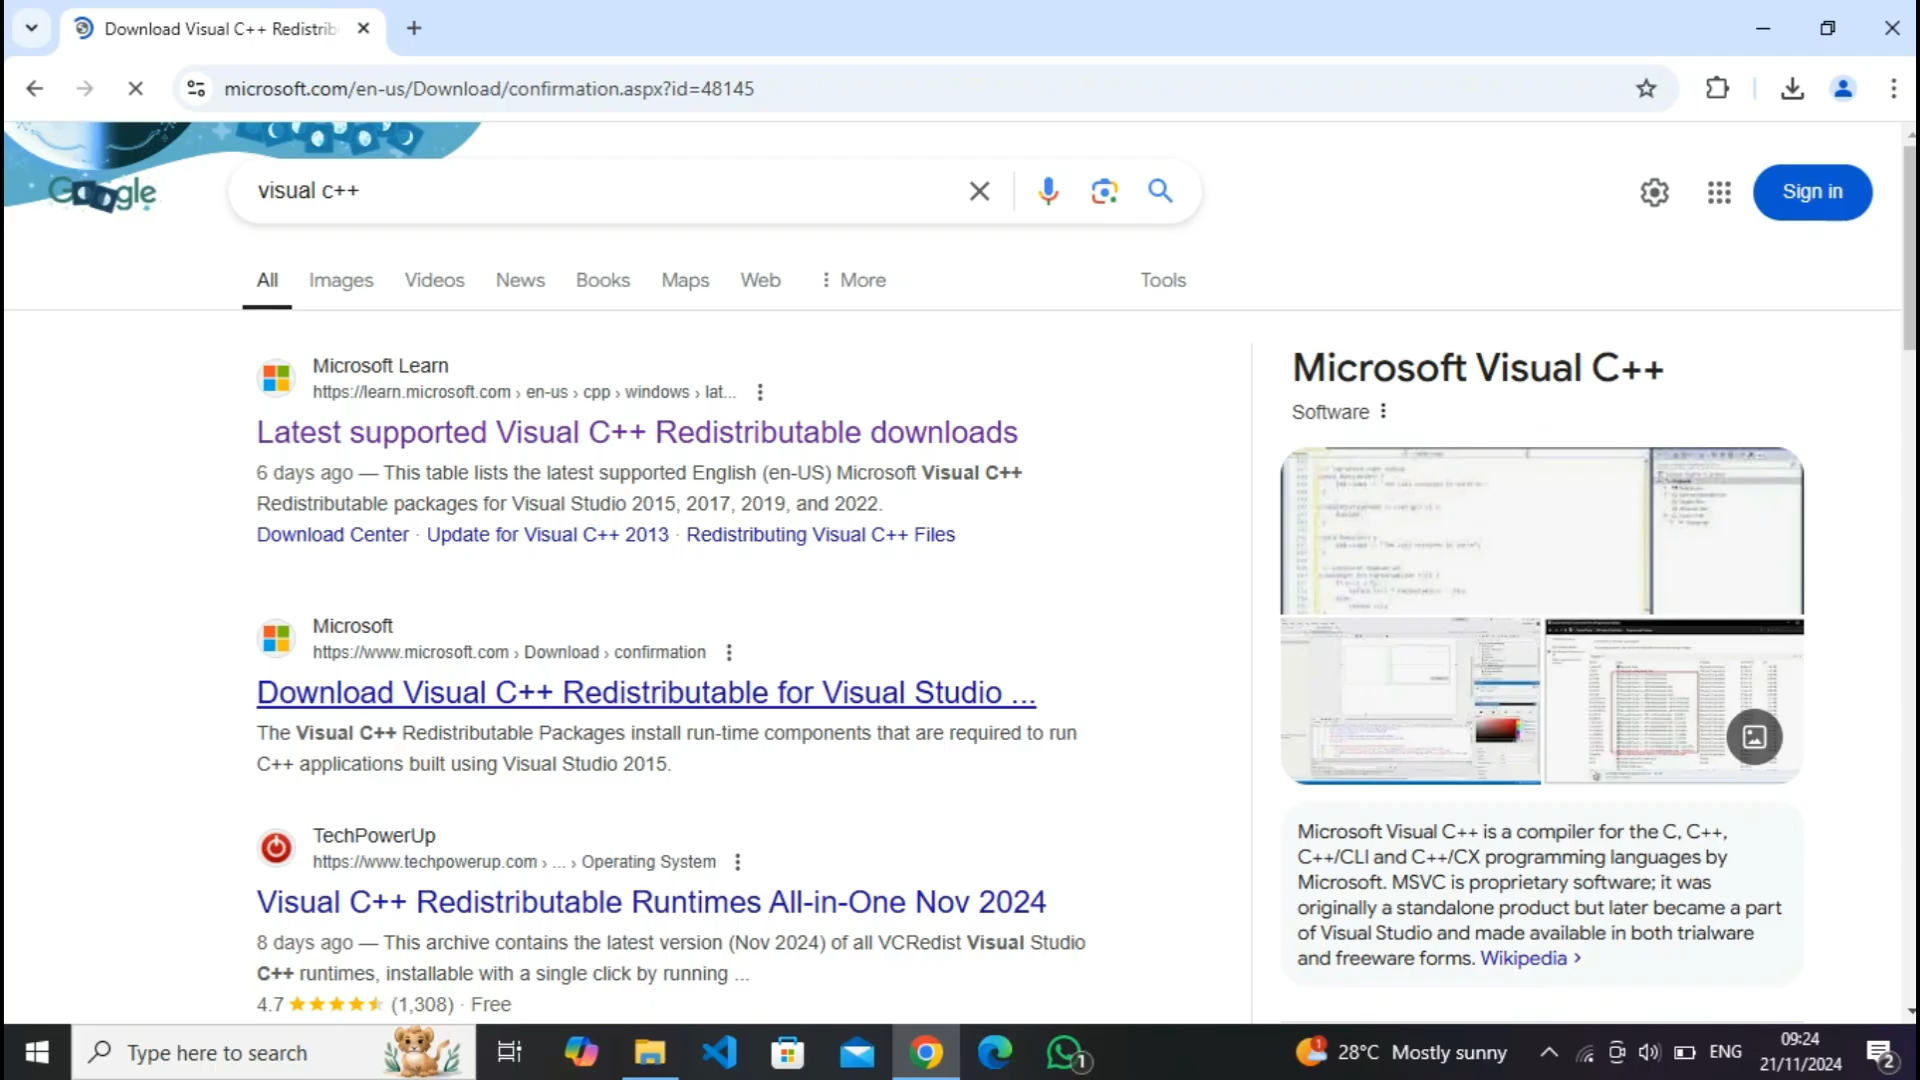 Download Visual C++ Redistrib
microsoft.com/en-us/Download/confirmation.aspx?id=48145
Google
visual c++
Sign in
All Images Videos News Books Maps Web More Tools
Microsoft Learn
https://learn.microsoft.com › en-us › cpp › windows › lat...
Latest supported Visual C++ Redistributable downloads
6 days ago — This table lists the latest supported English (en-US) Microsoft Visual C++
Redistributable packages for Visual Studio 2015, 2017, 2019, and 2022.
Download Center · Update for Visual C++ 2013 · Redistributing Visual C++ Files
Microsoft
https://www.microsoft.com › Download › confirmation
Download Visual C++ Redistributable for Visual Studio ...
The Visual C++ Redistributable Packages install run-time components that are required to run
C++ applications built using Visual Studio 2015.
TechPowerUp
https://www.techpowerup.com › ... › Operating System
Visual C++ Redistributable Runtimes All-in-One Nov 2024
8 days ago — This archive contains the latest version (Nov 2024) of all VCRedist Visual Studio
C++ runtimes, installable with a single click by running ...
4.7 (1,308) · Free
Microsoft Visual C++
Software
Microsoft Visual C++ is a compiler for the C, C++,
C++/CLI and C++/CX programming languages by
Microsoft. MSVC is proprietary software; it was
originally a standalone product but later became a part
of Visual Studio and made available in both trialware
and freeware forms. Wikipedia ›
Type here to search
1
1
28°C Mostly sunny
ENG
09:24
21/11/2024
2